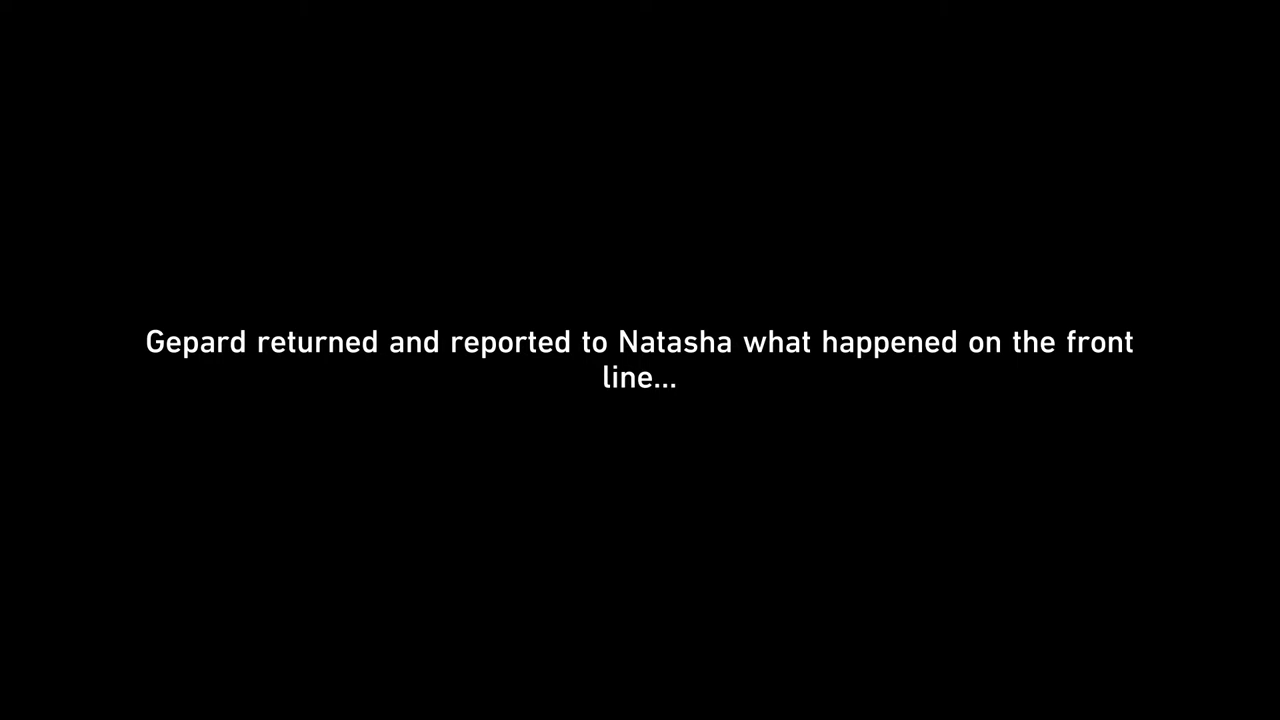 Gepard returned and reported to Natasha what happened on the front
line...